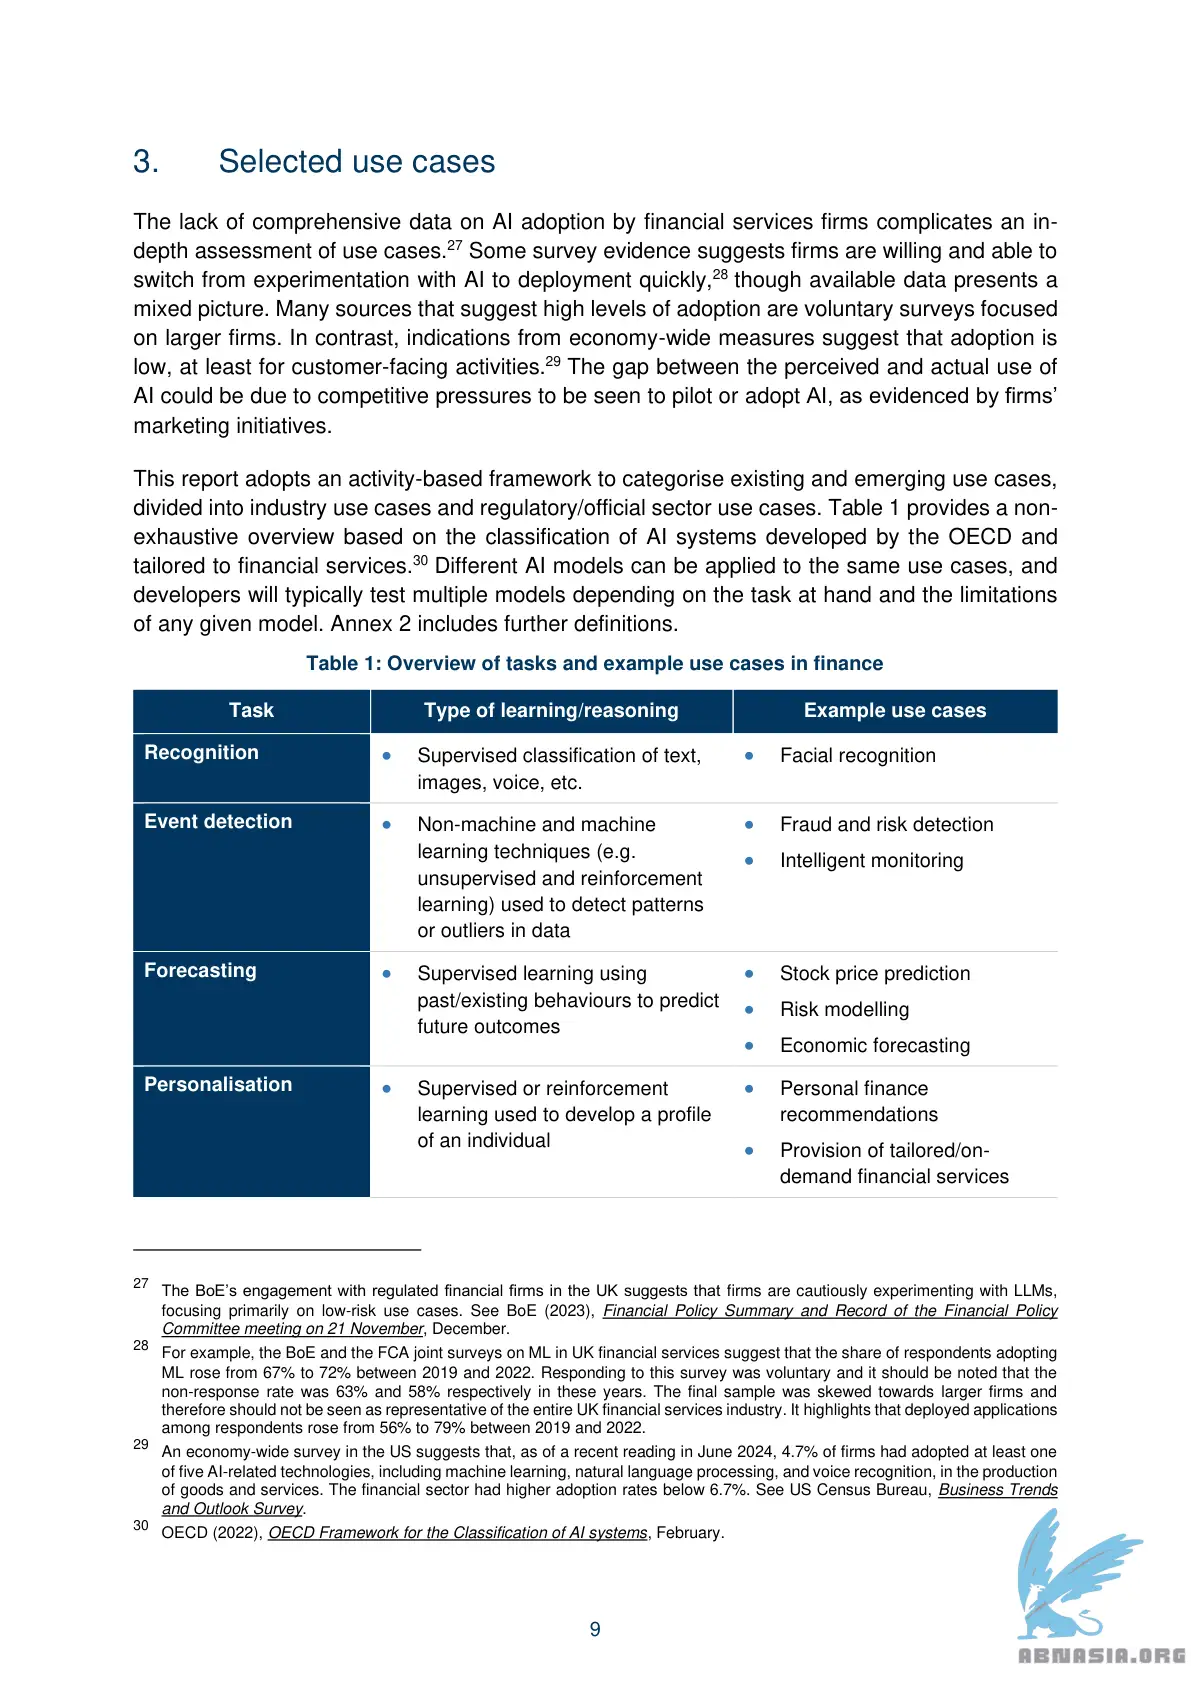 3. Selected use cases
The lack of comprehensive data on AI adoption by financial services firms complicates an in-
depth assessment of use cases.27 Some survey evidence suggests firms are willing and able to
switch from experimentation with AI to deployment quickly,28 though available data presents a
mixed picture. Many sources that suggest high levels of adoption are voluntary surveys focused
on larger firms. In contrast, indications from economy-wide measures suggest that adoption is
low, at least for customer-facing activities.29 The gap between the perceived and actual use of
AI could be due to competitive pressures to be seen to pilot or adopt AI, as evidenced by firms’
marketing initiatives.
This report adopts an activity-based framework to categorise existing and emerging use cases,
divided into industry use cases and regulatory/official sector use cases. Table 1 provides a non-
exhaustive overview based on the classification of AI systems developed by the OECD and
tailored to financial services.30 Different AI models can be applied to the same use cases, and
developers will typically test multiple models depending on the task at hand and the limitations
of any given model. Annex 2 includes further definitions.
Table 1: Overview of tasks and example use cases in finance
Task Type of learning/reasoning Example use cases
Recognition
• Supervised classification of text,
images, voice, etc.
• Facial recognition
Event detection
• Non-machine and machine
learning techniques (e.g.
unsupervised and reinforcement
learning) used to detect patterns
or outliers in data
• Fraud and risk detection
• Intelligent monitoring
Forecasting
• Supervised learning using
past/existing behaviours to predict
future outcomes
• Stock price prediction
• Risk modelling
• Economic forecasting
Personalisation
• Supervised or reinforcement
learning used to develop a profile
of an individual
• Personal finance
recommendations
• Provision of tailored/on-
demand financial services
27 The BoE’s engagement with regulated financial firms in the UK suggests that firms are cautiously experimenting with LLMs,
focusing primarily on low-risk use cases. See BoE (2023), Financial Policy Summary and Record of the Financial Policy
Committee meeting on 21 November, December.
28 For example, the BoE and the FCA joint surveys on ML in UK financial services suggest that the share of respondents adopting
ML rose from 67% to 72% between 2019 and 2022. Responding to this survey was voluntary and it should be noted that the
non-response rate was 63% and 58% respectively in these years. The final sample was skewed towards larger firms and
therefore should not be seen as representative of the entire UK financial services industry. It highlights that deployed applications
among respondents rose from 56% to 79% between 2019 and 2022.
29 An economy-wide survey in the US suggests that, as of a recent reading in June 2024, 4.7% of firms had adopted at least one
of five AI-related technologies, including machine learning, natural language processing, and voice recognition, in the production
of goods and services. The financial sector had higher adoption rates below 6.7%. See US Census Bureau, Business Trends
and Outlook Survey.
30 OECD (2022), OECD Framework for the Classification of AI systems, February.
9
ABNASIA.ORG